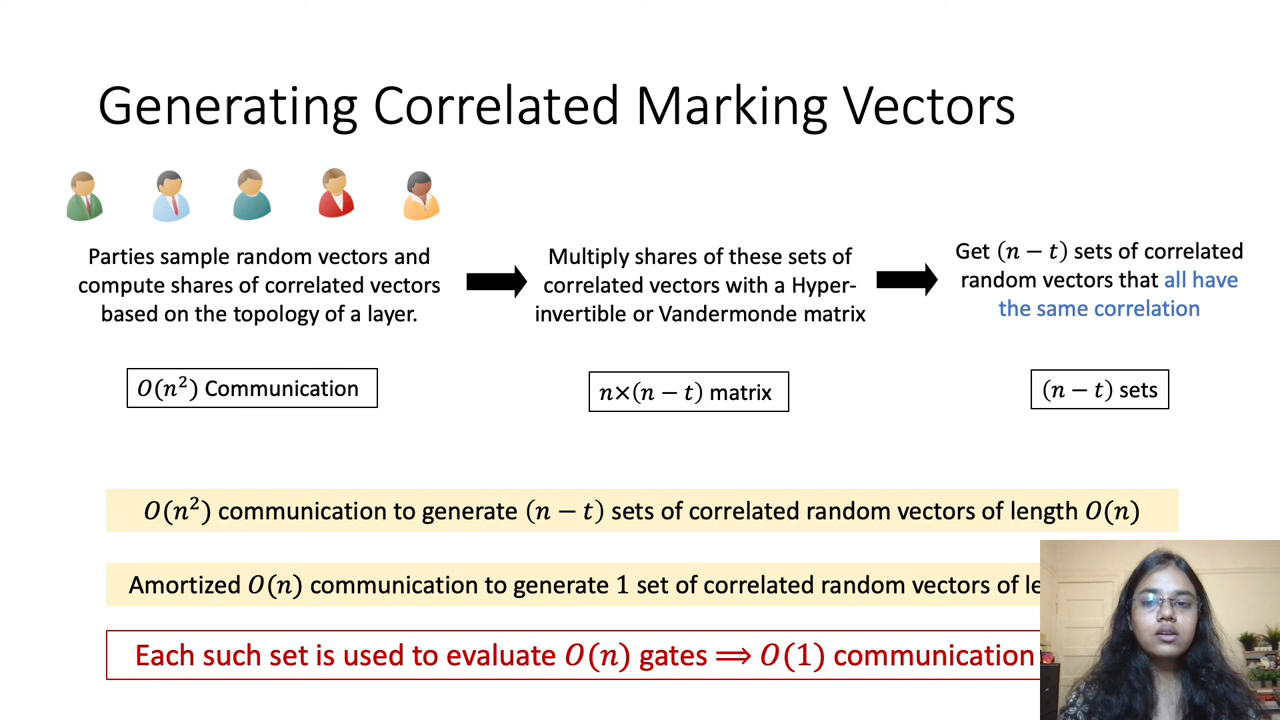 Generating Correlated Marking Vectors
Parties sample random vectors and
compute shares of correlated vectors
based on the topology of a layer.
Multiply shares of these sets of
correlated vectors with a Hyper-
invertible or Vandermonde matrix
Get (n − t) sets of correlated
random vectors that all have
the same correlation
O(n²) Communication
n×(n − t) matrix
(n − t) sets
O(n²) communication to generate (n − t) sets of correlated random vectors of length O(n)
Amortized O(n) communication to generate 1 set of correlated random vectors of
Each such set is used to evaluate O(n) gates ⟹ O(1) communication